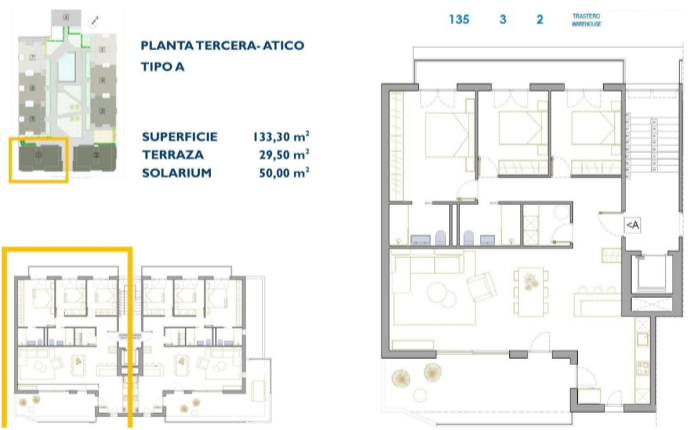 PLANTA TERCERA- ATICO
TIPO A
SUPERFICIE 133,30 m²
TERRAZA 29,50 m²
SOLARIUM 50,00 m²
135 3 2 TRASTERO
WAREHOUSE
<A